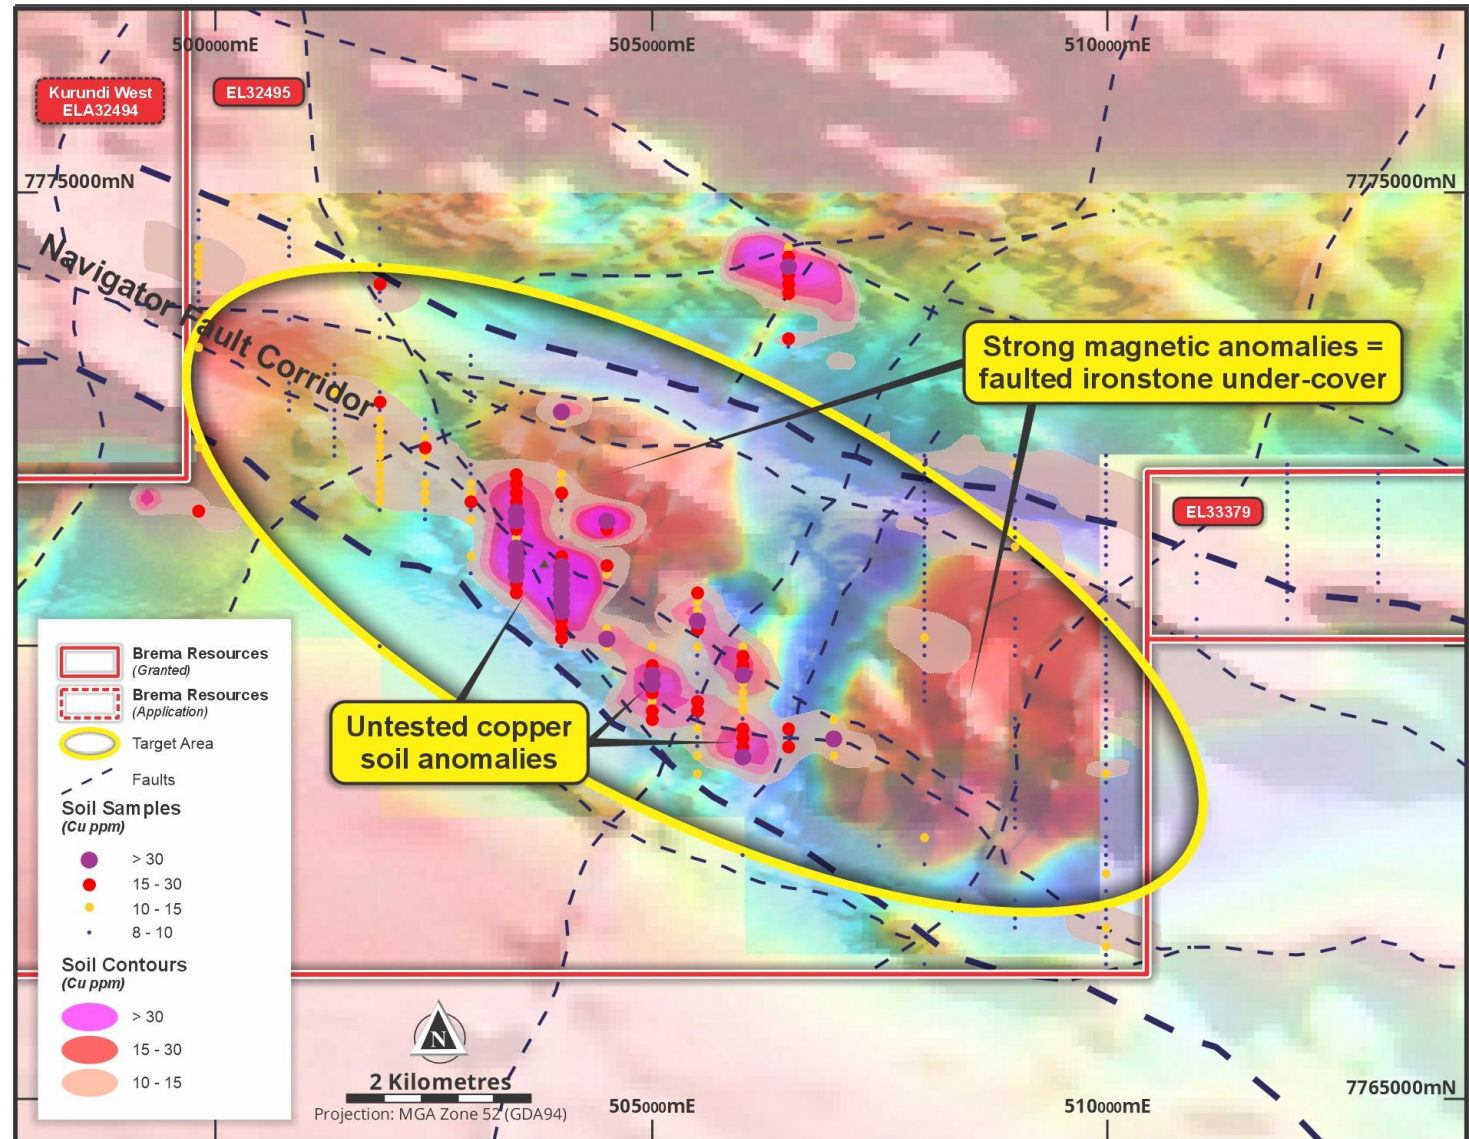 500000mE
505000mE
510000mE
Kurundi West
ELA32494
EL32495
7775000mN
7775000mN
Navigator Fault Corridor
Strong magnetic anomalies =
faulted ironstone under-cover
EL33379
Untested copper
soil anomalies
Brema Resources
(Granted)
Brema Resources
(Application)
Target Area
Faults
Soil Samples
(Cu ppm)
> 30
15 - 30
10 - 15
8 - 10
Soil Contours
(Cu ppm)
> 30
15 - 30
10 - 15
N
2 Kilometres
Projection: MGA Zone 52 (GDA94)
505000mE
510000mE
7765000mN